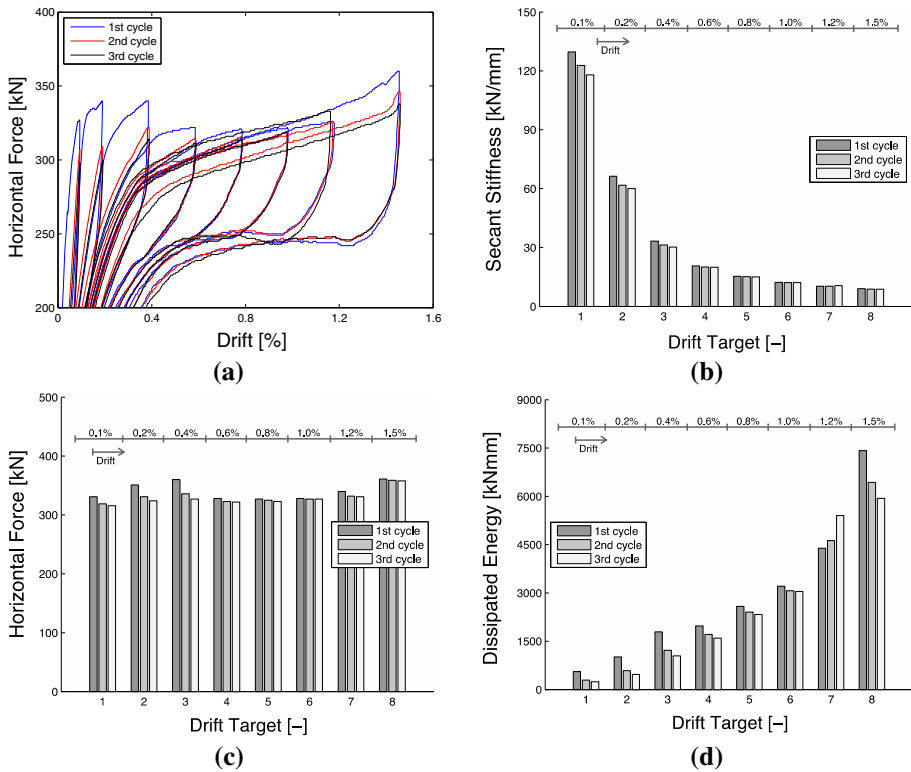 1st cycle
2nd cycle
3rd cycle
Horizontal Force [kN]
400
350
300
250
200
0 0.4 0.8 1.2 1.6
Drift [%]
(a)
0.1% 0.2% 0.4% 0.6% 0.8% 1.0% 1.2% 1.5%
Drift
Secant Stiffness [kN/mm]
150
120
90
60
30
0
1st cycle
2nd cycle
3rd cycle
1 2 3 4 5 6 7 8
Drift Target [–]
(b)
0.1% 0.2% 0.4% 0.6% 0.8% 1.0% 1.2% 1.5%
Drift
Horizontal Force [kN]
500
400
300
200
100
0
1st cycle
2nd cycle
3rd cycle
1 2 3 4 5 6 7 8
Drift Target [–]
(c)
0.1% 0.2% 0.4% 0.6% 0.8% 1.0% 1.2% 1.5%
Drift
Dissipated Energy [kNmm]
9000
7500
6000
4500
3000
1500
0
1st cycle
2nd cycle
3rd cycle
1 2 3 4 5 6 7 8
Drift Target [–]
(d)